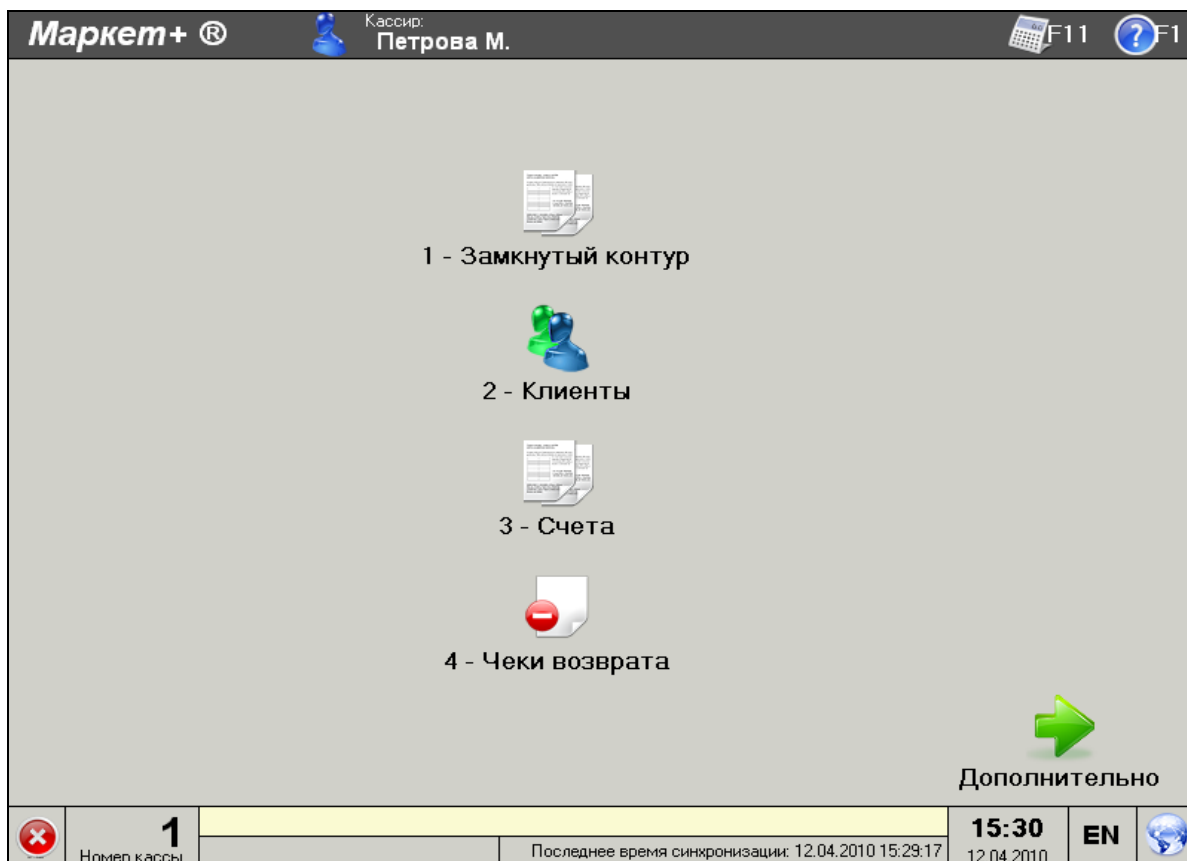 Маркет+ ®
Кассир:
Петрова М.
F11
F1
1 - Замкнутый контур
2 - Клиенты
3 - Счета
4 - Чеки возврата
Дополнительно
1
Номер кассы
Последнее время синхронизации: 12.04.2010 15:29:17
15:30
12.04.2010
EN